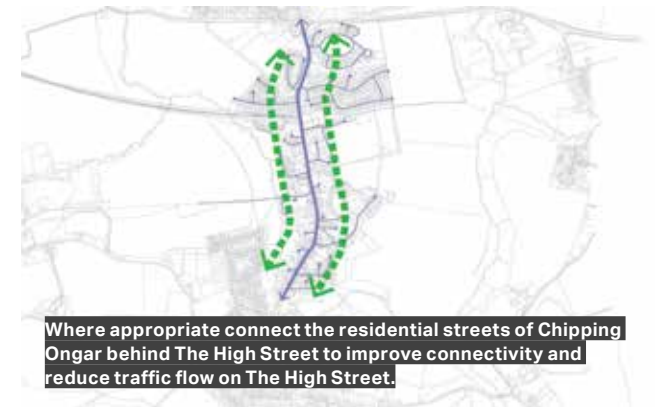 Where appropriate connect the residential streets of Chipping
Ongar behind The High Street to improve connectivity and
reduce traffic flow on The High Street.